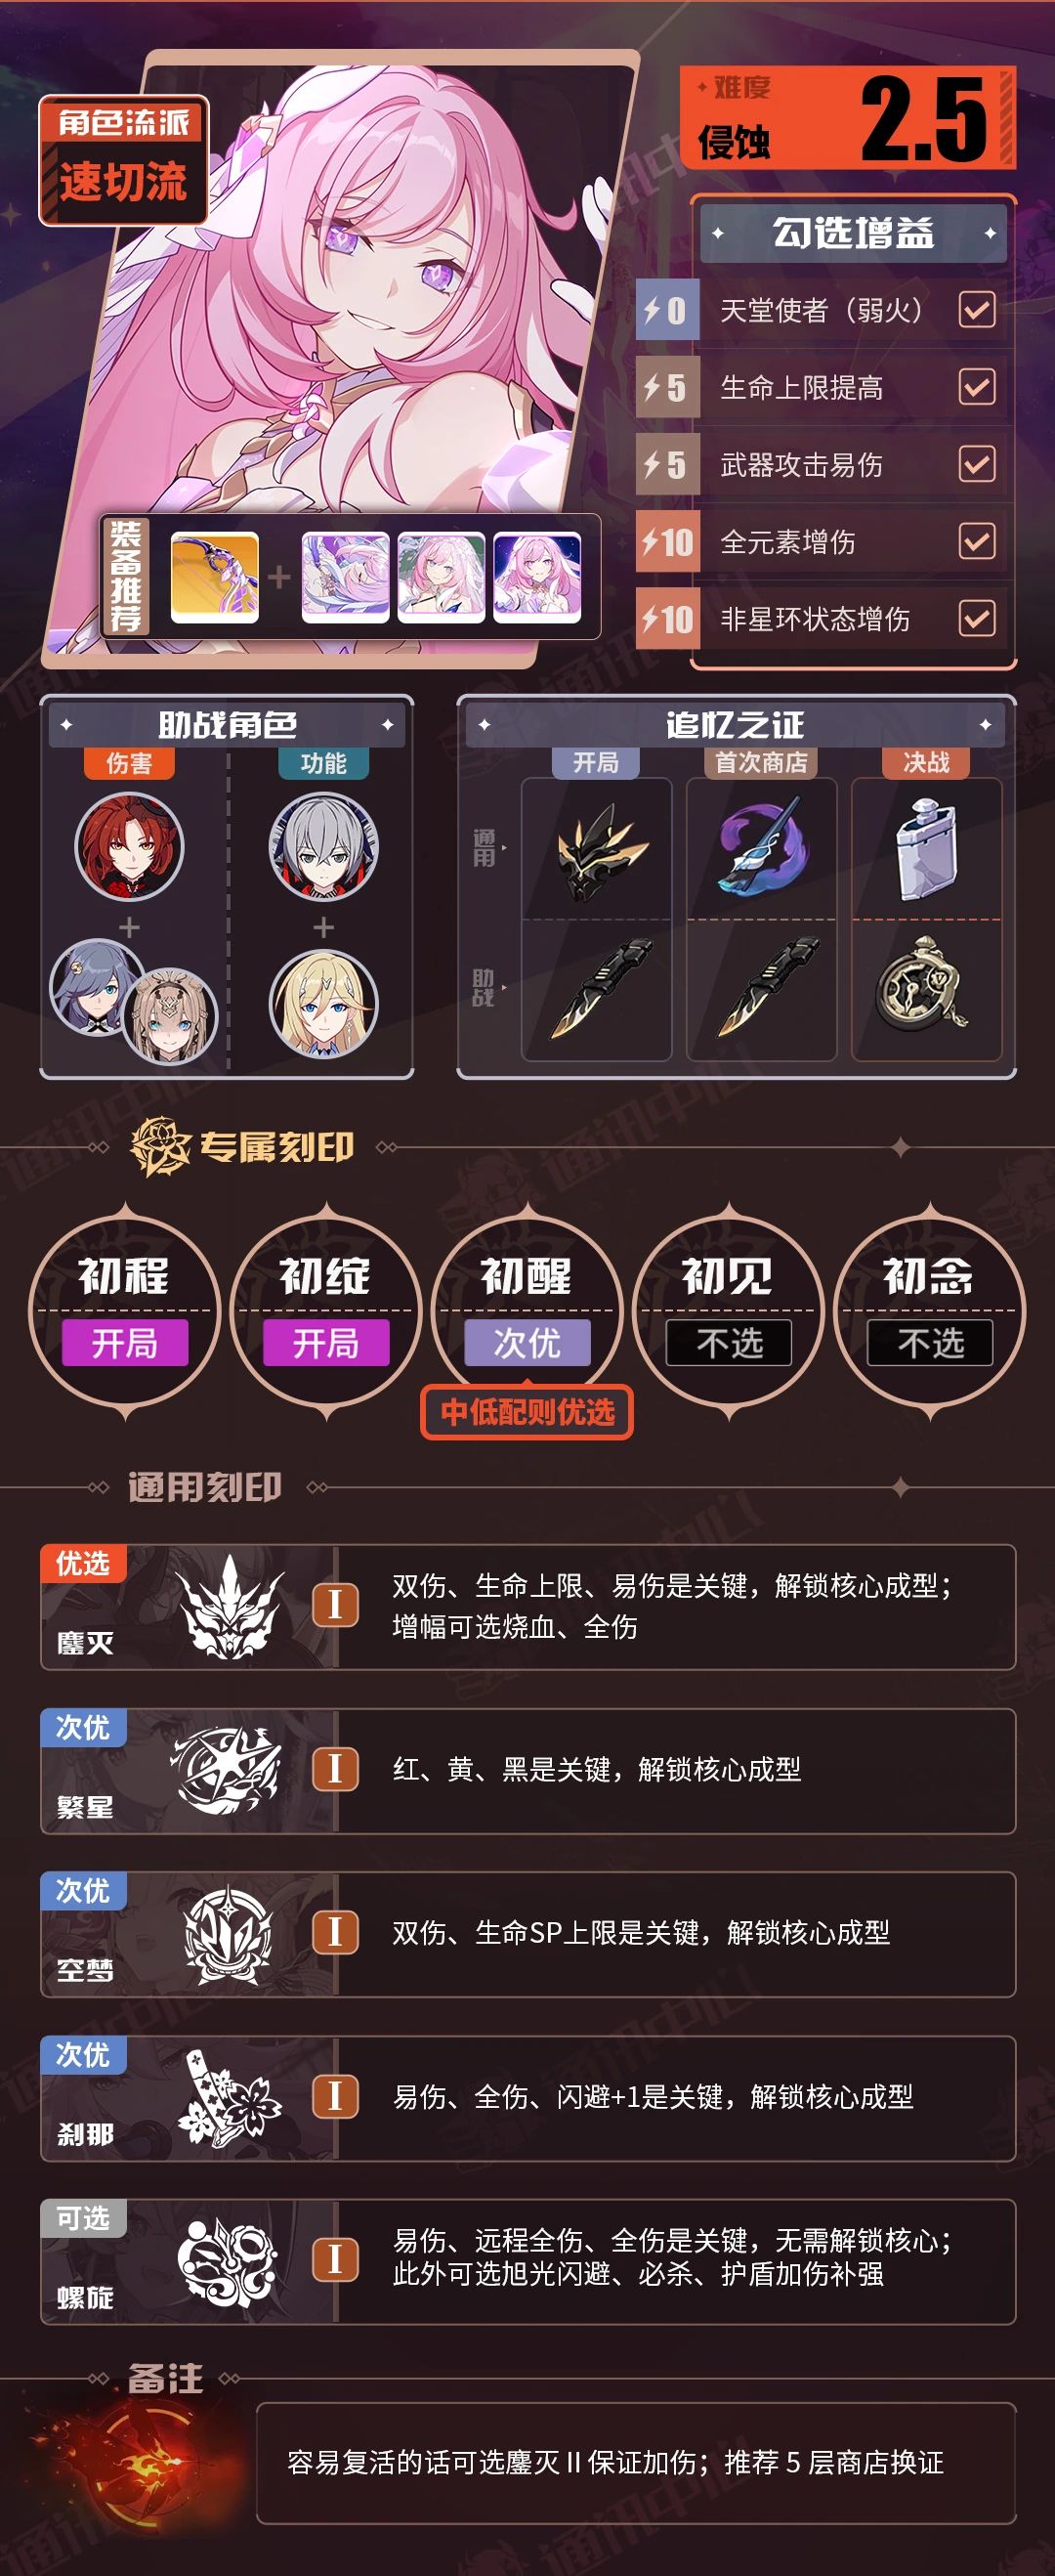 角色流派
速切流
难度
侵蚀
2.5
勾选增益
0 天堂使者（弱火）
5 生命上限提高
5 武器攻击易伤
10 全元素增伤
10 非星环状态增伤
装备推荐
+
助战角色
伤害
功能
+
+
追忆之证
开局
首次商店
决战
通用
助战
专属刻印
初程
开局
初绽
开局
初醒
次优
中低配则优选
初见
不选
初念
不选
通用刻印
优选
鏖灭
I
双伤、生命上限、易伤是关键，解锁核心成型；
增幅可选烧血、全伤
次优
繁星
I
红、黄、黑是关键，解锁核心成型
次优
空梦
I
双伤、生命SP上限是关键，解锁核心成型
次优
刹那
I
易伤、全伤、闪避+1是关键，解锁核心成型
可选
螺旋
I
易伤、远程全伤、全伤是关键，无需解锁核心；
此外可选旭光闪避、必杀、护盾加伤补强
备注
容易复活的话可选鏖灭 II 保证加伤；推荐 5 层商店换证
通讯中心